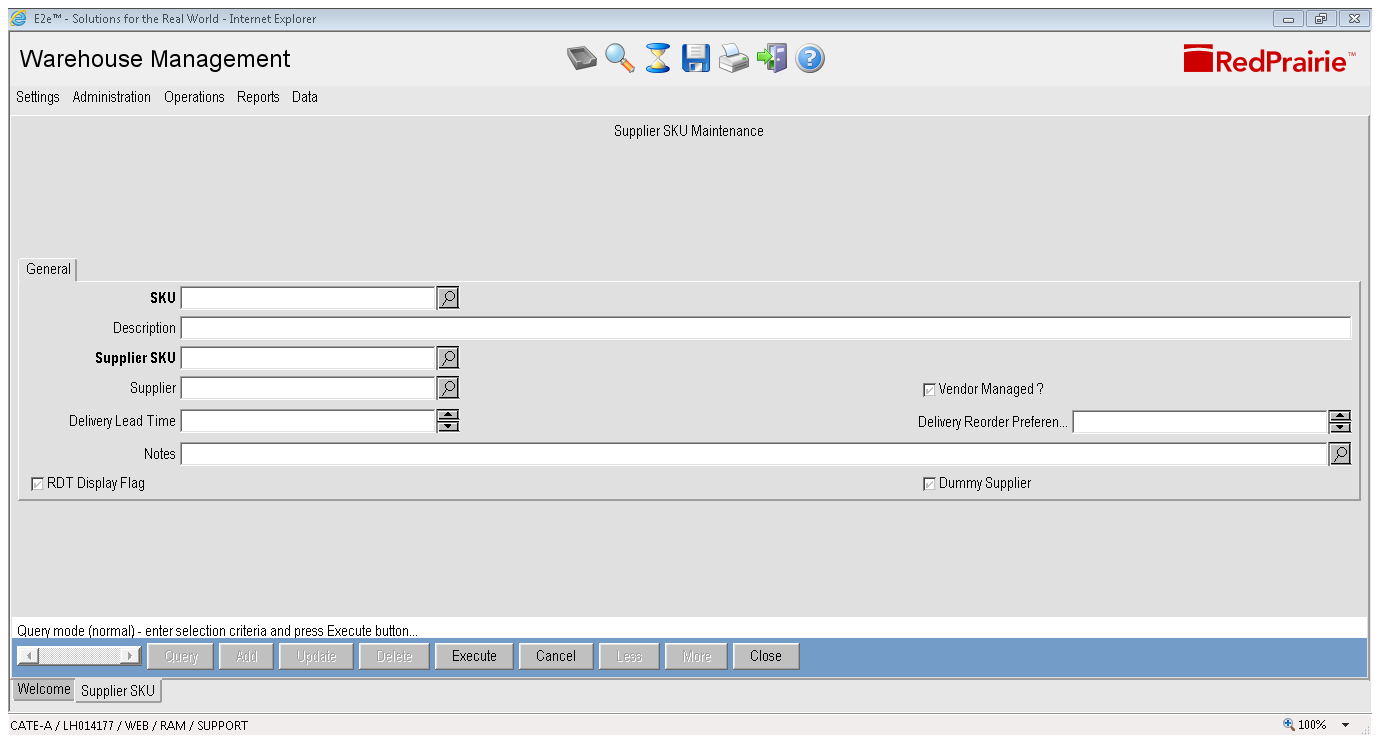 E2e™ - Solutions for the Real World - Internet Explorer
Warehouse Management
RedPrairie™
Settings Administration Operations Reports Data
Supplier SKU Maintenance
General
SKU
Description
Supplier SKU
Supplier
Vendor Managed ?
Delivery Lead Time
Delivery Reorder Preferen...
Notes
RDT Display Flag
Dummy Supplier
Query mode (normal) - enter selection criteria and press Execute button...
Query Add Update Delete Execute Cancel Less More Close
Welcome Supplier SKU
CATE-A / LH014177 / WEB / RAM / SUPPORT
100%